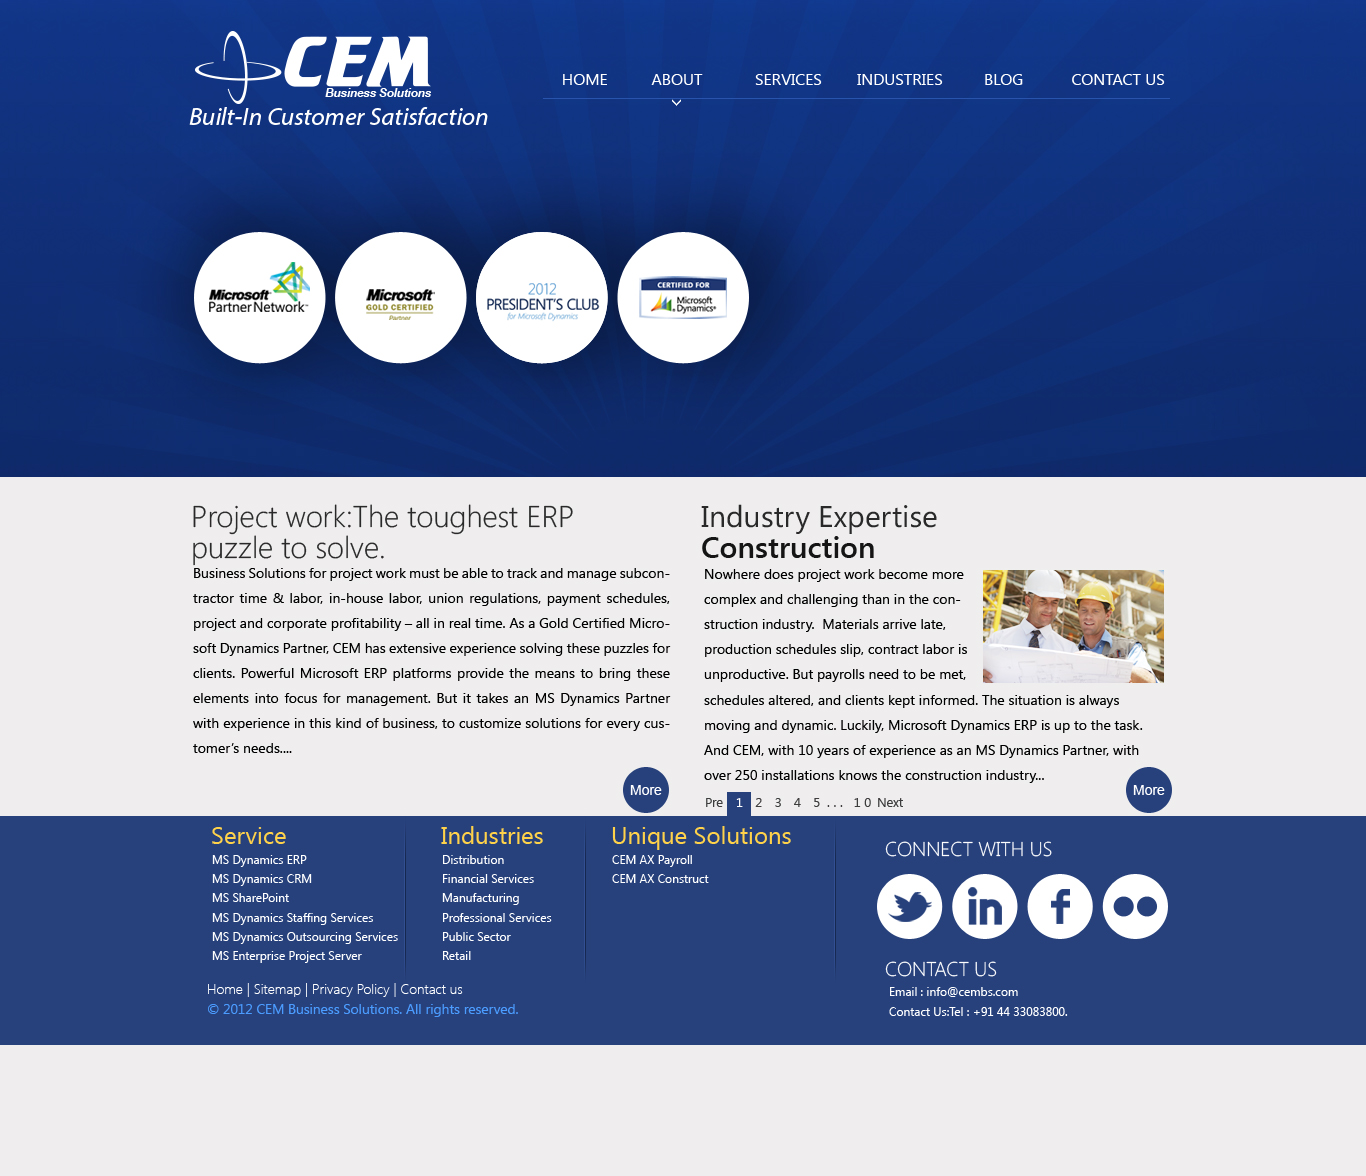 CEM
Business Solutions
Built-In Customer Satisfaction
HOME ABOUT SERVICES INDUSTRIES BLOG CONTACT US
Microsoft
Partner Network™
Microsoft
GOLD CERTIFIED
Partner
2012
PRESIDENT'S CLUB
for Microsoft Dynamics
CERTIFIED FOR
Microsoft
Dynamics®
Project work:The toughest ERP
puzzle to solve.
Business Solutions for project work must be able to track and manage subcon-
tractor time & labor, in-house labor, union regulations, payment schedules,
project and corporate profitability – all in real time. As a Gold Certified Micro-
soft Dynamics Partner, CEM has extensive experience solving these puzzles for
clients. Powerful Microsoft ERP platforms provide the means to bring these
elements into focus for management. But it takes an MS Dynamics Partner
with experience in this kind of business, to customize solutions for every cus-
tomer's needs....
More
Industry Expertise
Construction
Nowhere does project work become more
complex and challenging than in the con-
struction industry. Materials arrive late,
production schedules slip, contract labor is
unproductive. But payrolls need to be met,
schedules altered, and clients kept informed. The situation is always
moving and dynamic. Luckily, Microsoft Dynamics ERP is up to the task.
And CEM, with 10 years of experience as an MS Dynamics Partner, with
over 250 installations knows the construction industry...
More
Pre 1 2 3 4 5 ... 10 Next
Service
MS Dynamics ERP
MS Dynamics CRM
MS SharePoint
MS Dynamics Staffing Services
MS Dynamics Outsourcing Services
MS Enterprise Project Server
Industries
Distribution
Financial Services
Manufacturing
Professional Services
Public Sector
Retail
Unique Solutions
CEM AX Payroll
CEM AX Construct
CONNECT WITH US
in
f
CONTACT US
Email : info@cembs.com
Contact Us:Tel : +91 44 33083800.
Home | Sitemap | Privacy Policy | Contact us
© 2012 CEM Business Solutions. All rights reserved.